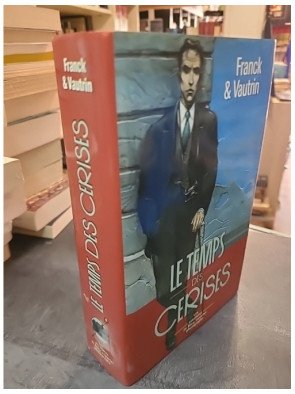 Franck
& Vautrin
LE TEMPS DES CERISES
Franck
& Vautrin
LE TEMPS
DES
CERISES